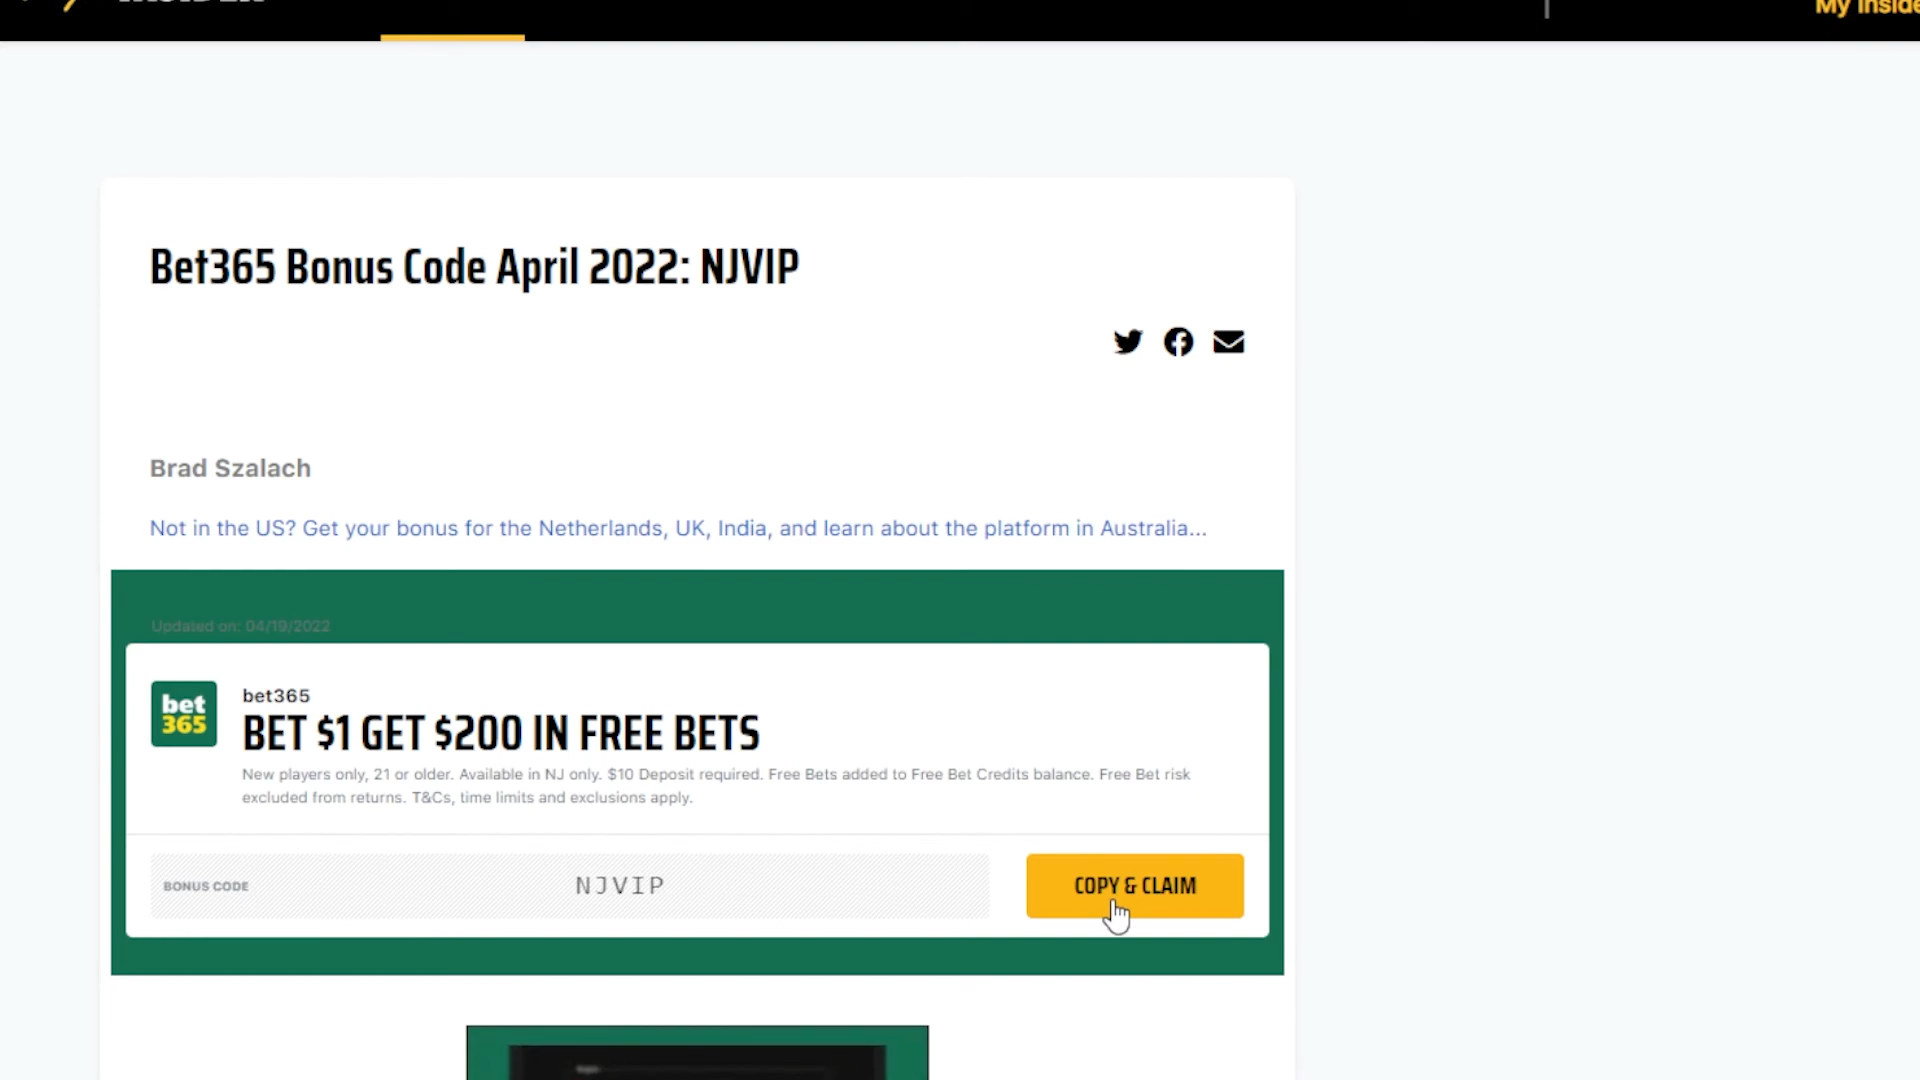 INSIDER
My Inside
Bet365 Bonus Code April 2022: NJVIP
Brad Szalach
Not in the US? Get your bonus for the Netherlands, UK, India, and learn about the platform in Australia...
Updated on: 04/19/2022
bet
365
bet365
BET $1 GET $200 IN FREE BETS
New players only, 21 or older. Available in NJ only. $10 Deposit required. Free Bets added to Free Bet Credits balance. Free Bet risk
excluded from returns. T&Cs, time limits and exclusions apply.
BONUS CODE
NJVIP
COPY & CLAIM